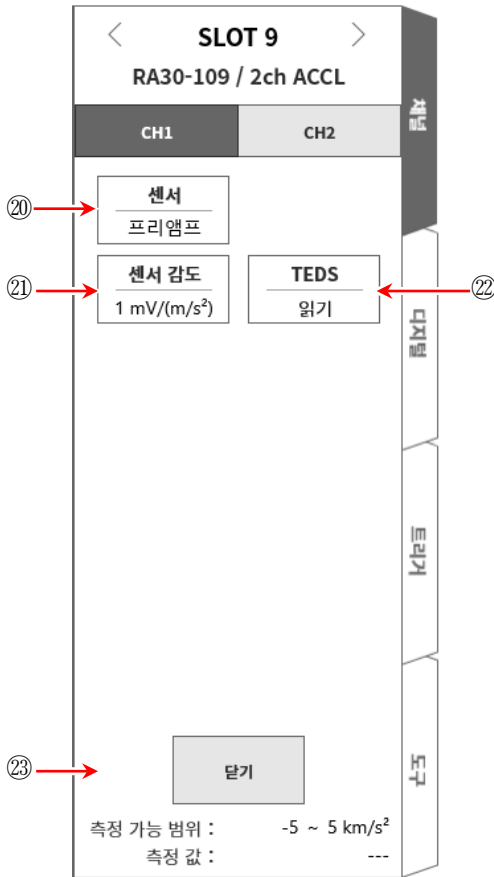 < SLOT 9 >
RA30-109 / 2ch ACCL
CH1 CH2
채널
⑳ 센서
프리앰프
㉑ 센서 감도 TEDS ㉒
1 mV/(m/s²) 읽기
디지털
트리거
도구
㉓ 닫기
측정 가능 범위 : -5 ~ 5 km/s²
측정 값 : ---